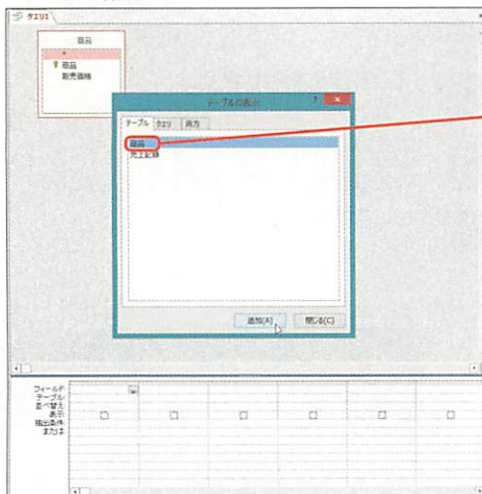 クエリ1
商品
*
商品
販売価格
テーブルの表示
? ×
テーブル クエリ 両方
商品
売上記録
追加(A) 閉じる(C)
フィールド:
テーブル:
並べ替え:
表示:
抽出条件:
または: